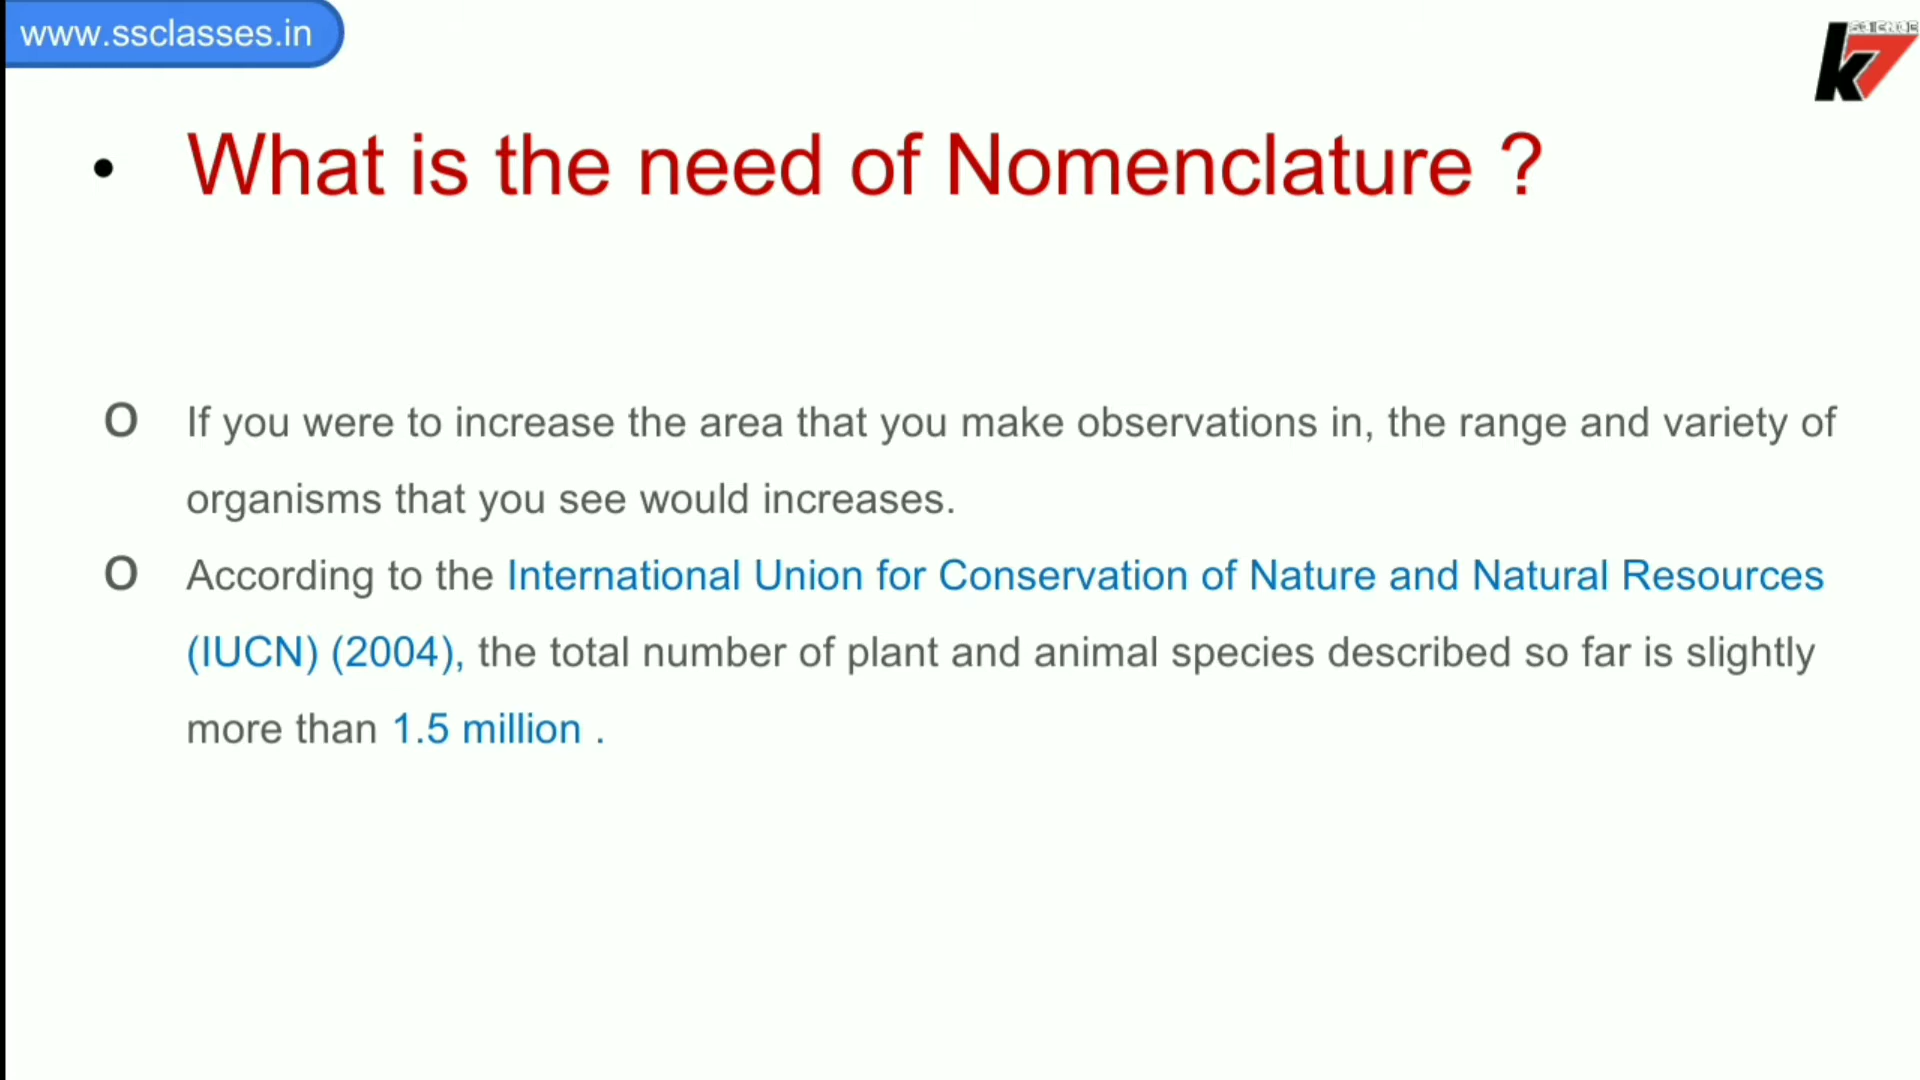 www.ssclasses.in
SCIENCE
k7
• What is the need of Nomenclature ?
o If you were to increase the area that you make observations in, the range and variety of
organisms that you see would increases.
o According to the International Union for Conservation of Nature and Natural Resources
(IUCN) (2004), the total number of plant and animal species described so far is slightly
more than 1.5 million .